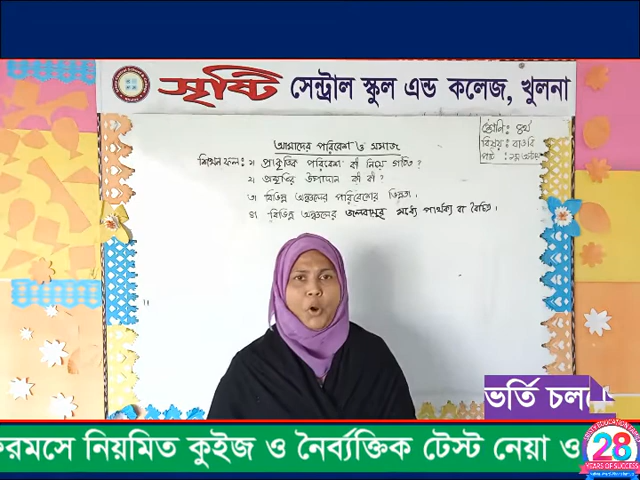 সৃষ্টি সেন্ট্রাল স্কুল এন্ড কলেজ, খুলনা
আমাদের পরিবেশ ও সমাজ
শ্রেণি: ৪র্থ
বিষয়: বাওবি
শিখন ফল: ১) প্রাকৃতিক পরিবেশ কী নিয়ে গঠিত?
২) প্রকৃতির উপাদান কী কী?
৩) বিভিন্ন অঞ্চলের পরিবেশের ভিন্নতা।
৪) বিভিন্ন অঞ্চলের জলবায়ুর মধ্যে পার্থক্য বা বৈচিত্র।
ভর্তি চল
রমসে নিয়মিত কুইজ ও নৈর্ব্যক্তিক টেস্ট নেয়া ও
28
YEARS OF SUCCESS